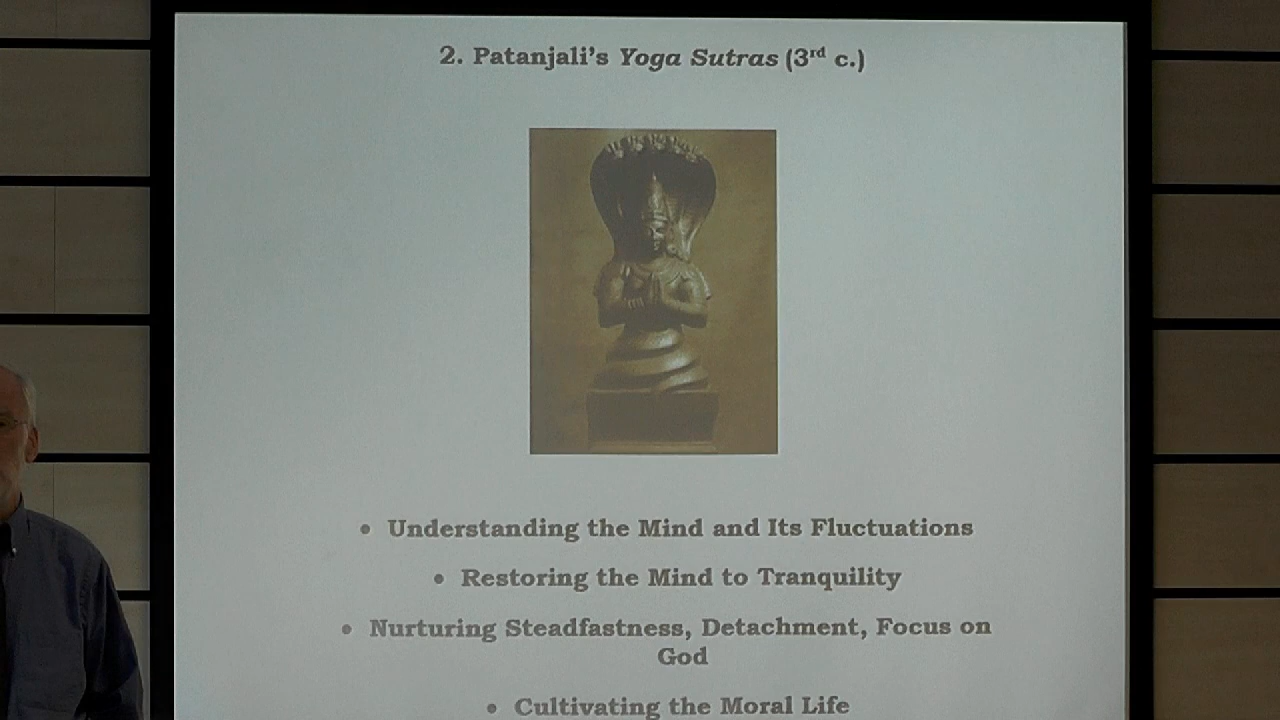 2. Patanjali's Yoga Sutras (3rd c.)
• Understanding the Mind and Its Fluctuations
• Restoring the Mind to Tranquility
• Nurturing Steadfastness, Detachment, Focus on
God
• Cultivating the Moral Life